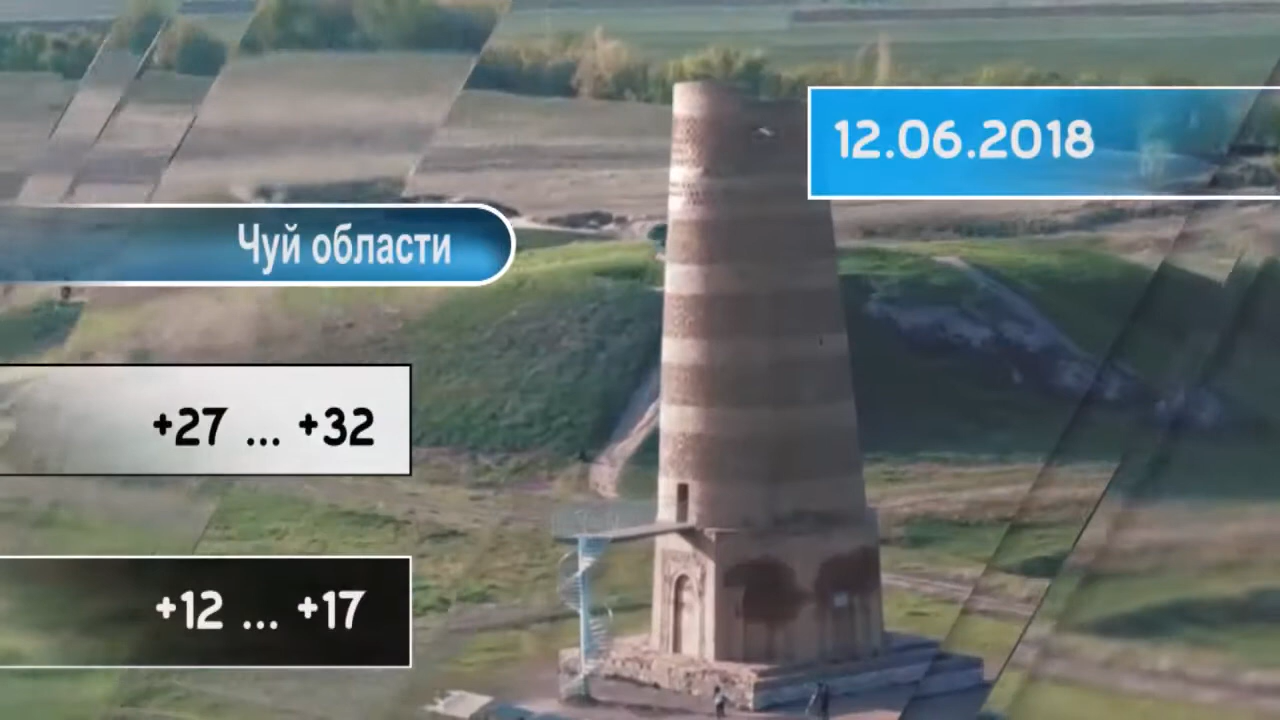 12.06.2018
Чуй области
+27 ... +32
+12 ... +17